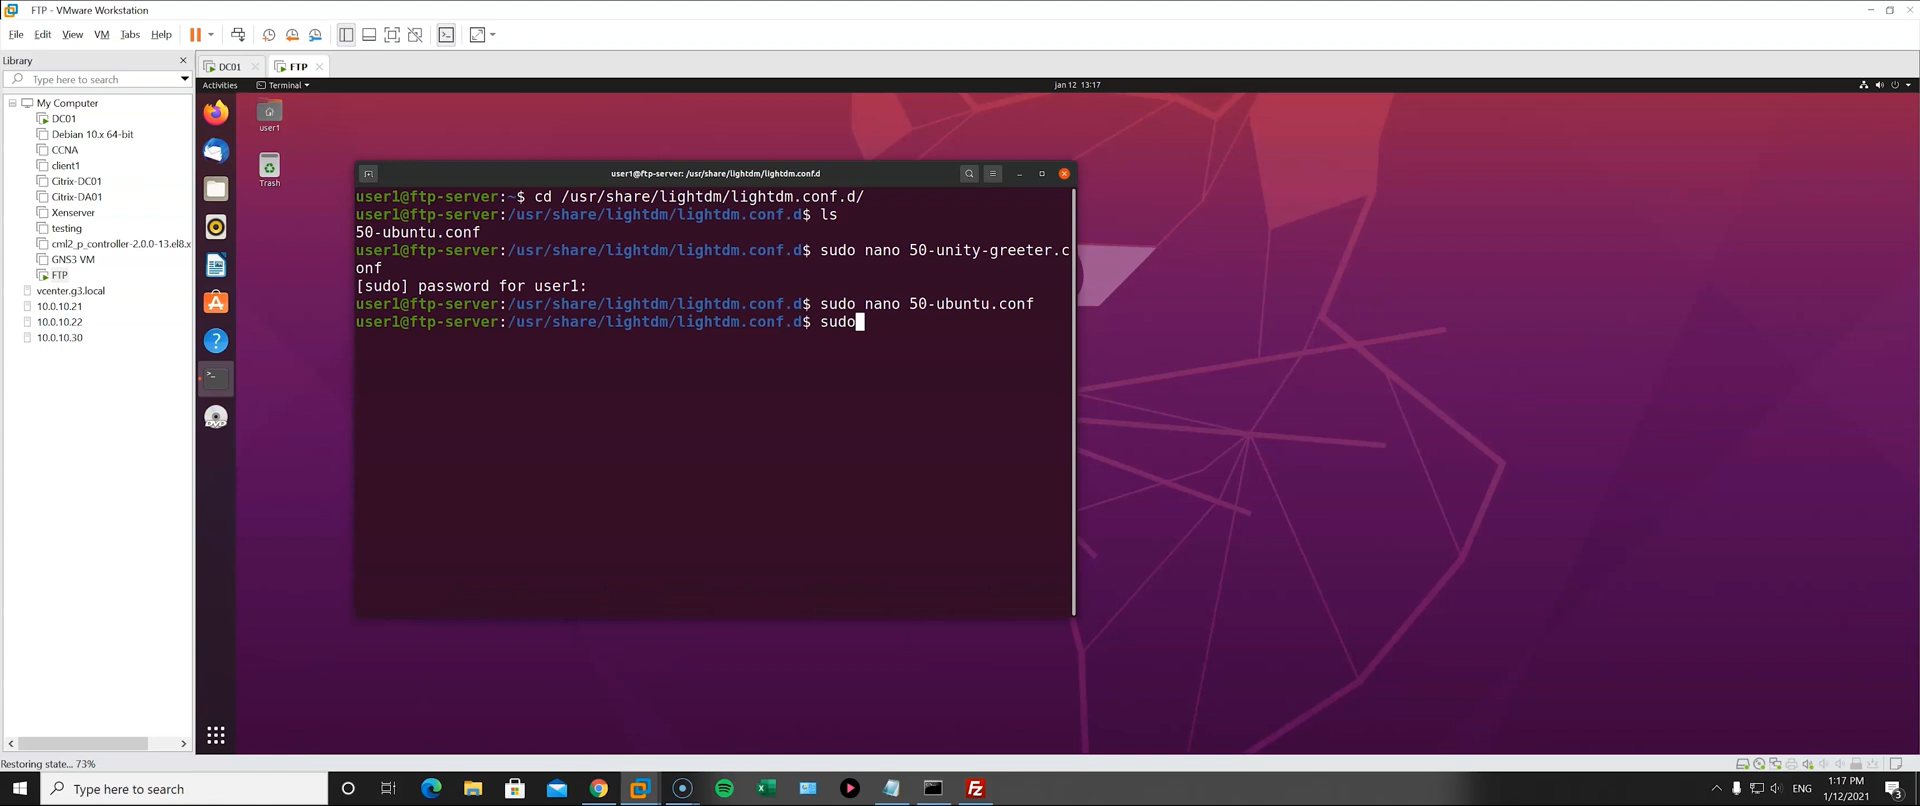 FTP - VMware Workstation
File Edit View VM Tabs Help
Library
Type here to search
My Computer
DC01
Debian 10.x 64-bit
CCNA
client1
Citrix-DC01
Citrix-DA01
Xenserver
testing
cml2_p_controller-2.0.0-13.el8.x
GNS3 VM
FTP
vcenter.g3.local
10.0.10.21
10.0.10.22
10.0.10.30
DC01 FTP
Activities Terminal jan 12 13:17
user1
Trash
user1@ftp-server: /usr/share/lightdm/lightdm.conf.d
user1@ftp-server:~$ cd /usr/share/lightdm/lightdm.conf.d/
user1@ftp-server:/usr/share/lightdm/lightdm.conf.d$ ls
50-ubuntu.conf
user1@ftp-server:/usr/share/lightdm/lightdm.conf.d$ sudo nano 50-unity-greeter.c
onf
[sudo] password for user1:
user1@ftp-server:/usr/share/lightdm/lightdm.conf.d$ sudo nano 50-ubuntu.conf
user1@ftp-server:/usr/share/lightdm/lightdm.conf.d$ sudo
DVD
Restoring state... 73%
Type here to search
ENG
1:17 PM
1/12/2021
3